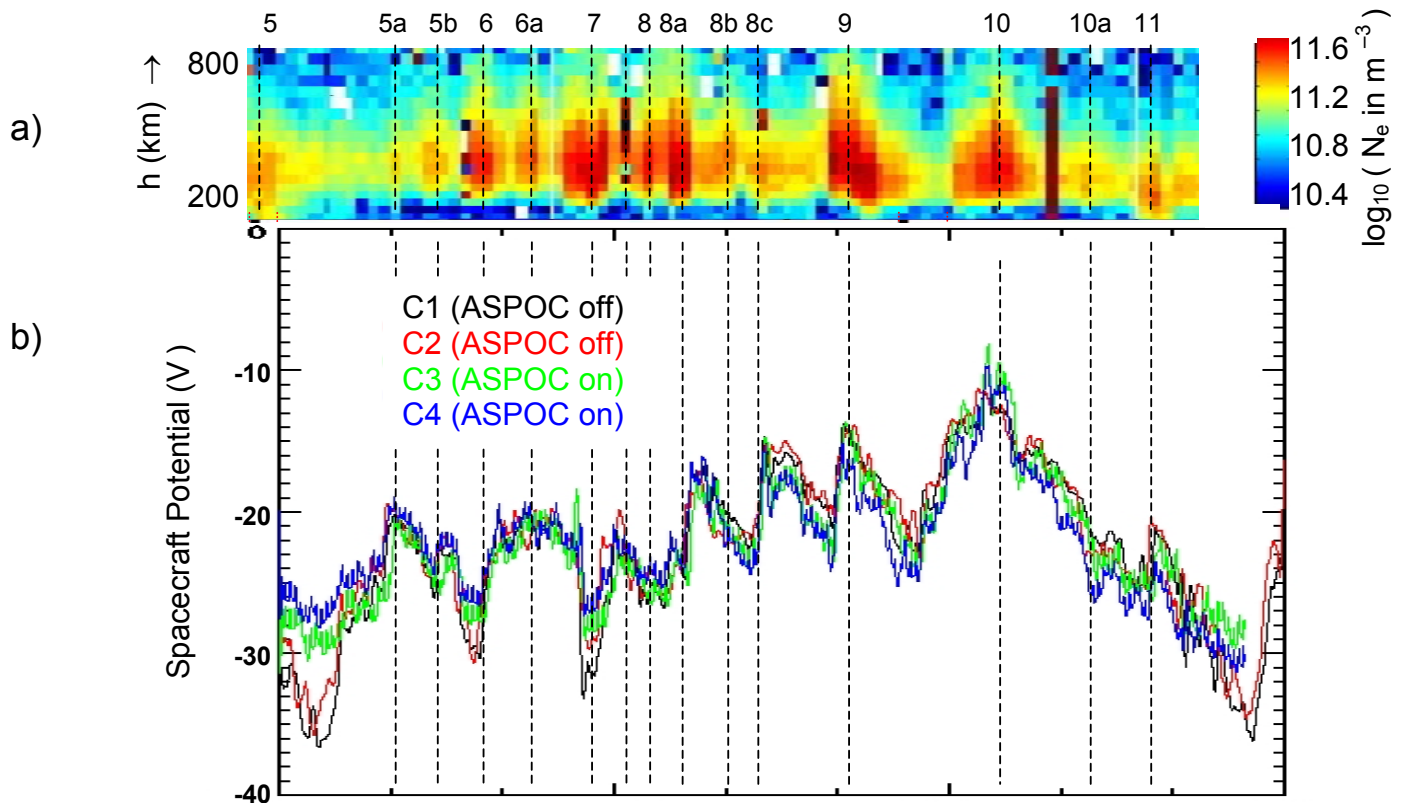 5 5a 5b 6 6a 7 8 8a 8b 8c 9 10 10a 11
a)
h (km) →
800
200
11.6
11.2
10.8
10.4
log₁₀ ( Nₑ in m⁻³)
0
b)
Spacecraft Potential (V )
C1 (ASPOC off)
C2 (ASPOC off)
C3 (ASPOC on)
C4 (ASPOC on)
-10
-20
-30
-40